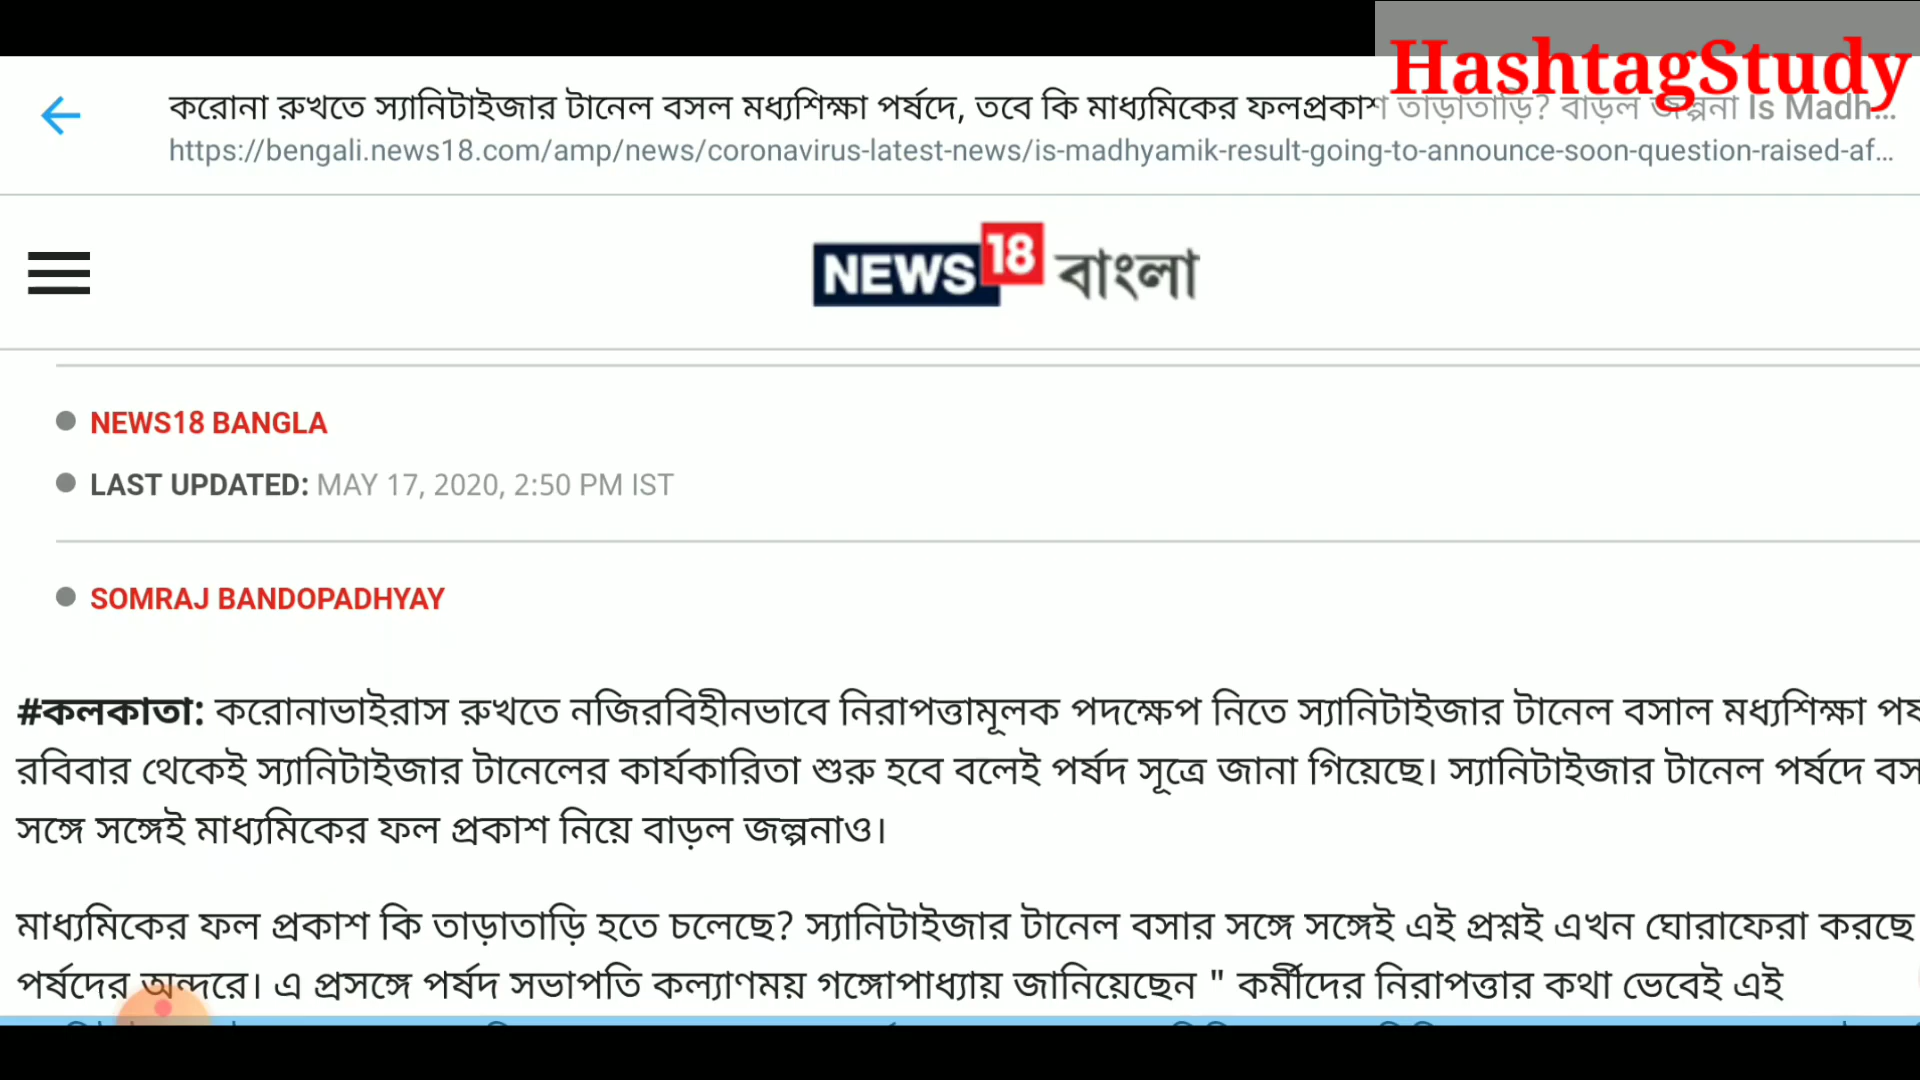 HashtagStudy
করোনা রুখতে স্যানিটাইজার টানেল বসল মধ্যশিক্ষা পর্ষদে, তবে কি মাধ্যমিকের ফলপ্রকাশ তাড়াতাড়ি? বাড়ল জল্পনা Is Madh...
https://bengali.news18.com/amp/news/coronavirus-latest-news/is-madhyamik-result-going-to-announce-soon-question-raised-af...
NEWS18 বাংলা
NEWS18 BANGLA
LAST UPDATED: MAY 17, 2020, 2:50 PM IST
SOMRAJ BANDOPADHYAY
#কলকাতা: করোনাভাইরাস রুখতে নজিরবিহীনভাবে নিরাপত্তামূলক পদক্ষেপ নিতে স্যানিটাইজার টানেল বসাল মধ্যশিক্ষা
রবিবার থেকেই স্যানিটাইজার টানেলের কার্যকারিতা শুরু হবে বলেই পর্ষদ সূত্রে জানা গিয়েছে। স্যানিটাইজার টানেল পর্ষদে
সঙ্গে সঙ্গেই মাধ্যমিকের ফল প্রকাশ নিয়ে বাড়ল জল্পনাও।
মাধ্যমিকের ফল প্রকাশ কি তাড়াতাড়ি হতে চলেছে? স্যানিটাইজার টানেল বসার সঙ্গে সঙ্গেই এই প্রশ্নই এখন ঘোরাফেরা করছে
পর্ষদের অন্দরে। এ প্রসঙ্গে পর্ষদ সভাপতি কল্যাণময় গঙ্গোপাধ্যায় জানিয়েছেন " কর্মীদের নিরাপত্তার কথা ভেবেই এই